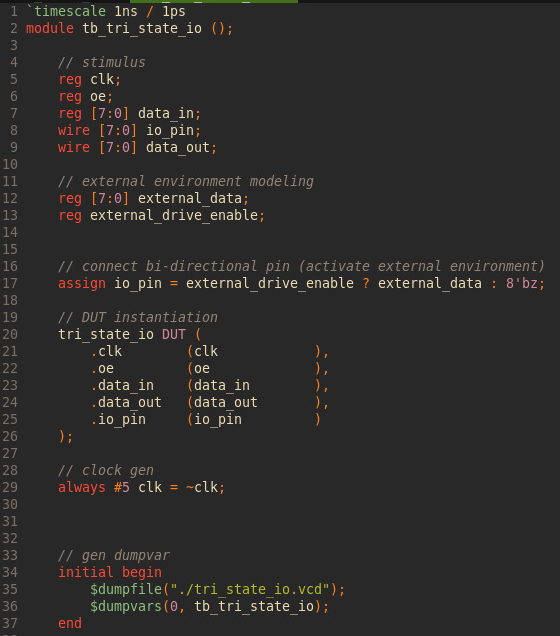 1 `timescale 1ns / 1ps
2 module tb_tri_state_io ();
3
4     // stimulus
5     reg clk;
6     reg oe;
7     reg [7:0] data_in;
8     wire [7:0] io_pin;
9     wire [7:0] data_out;
10
11     // external environment modeling
12     reg [7:0] external_data;
13     reg external_drive_enable;
14
15
16     // connect bi-directional pin (activate external environment)
17     assign io_pin = external_drive_enable ? external_data : 8'bz;
18
19     // DUT instantiation
20     tri_state_io DUT (
21         .clk        (clk            ),
22         .oe         (oe             ),
23         .data_in    (data_in        ),
24         .data_out   (data_out       ),
25         .io_pin     (io_pin         )
26     );
27
28     // clock gen
29     always #5 clk = ~clk;
30
31
32
33     // gen dumpvar
34     initial begin
35         $dumpfile("./tri_state_io.vcd");
36         $dumpvars(0, tb_tri_state_io);
37     end